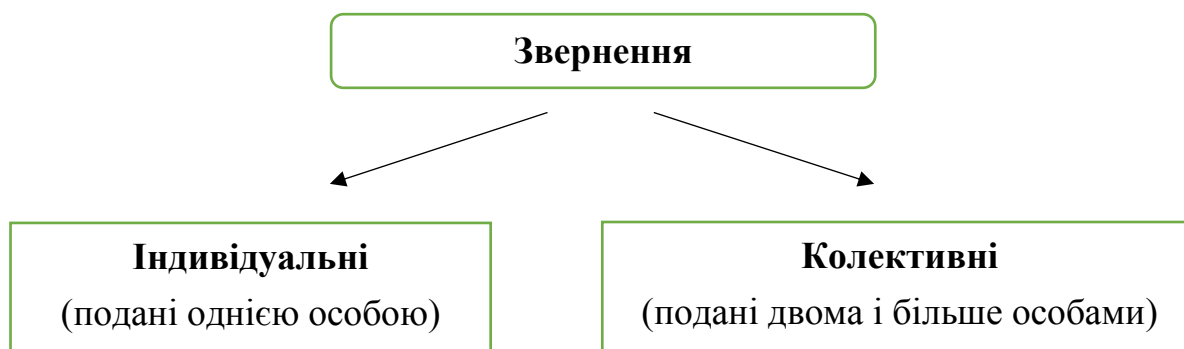 Звернення
Індивідуальні
(подані однією особою)
Колективні
(подані двома і більше особами)